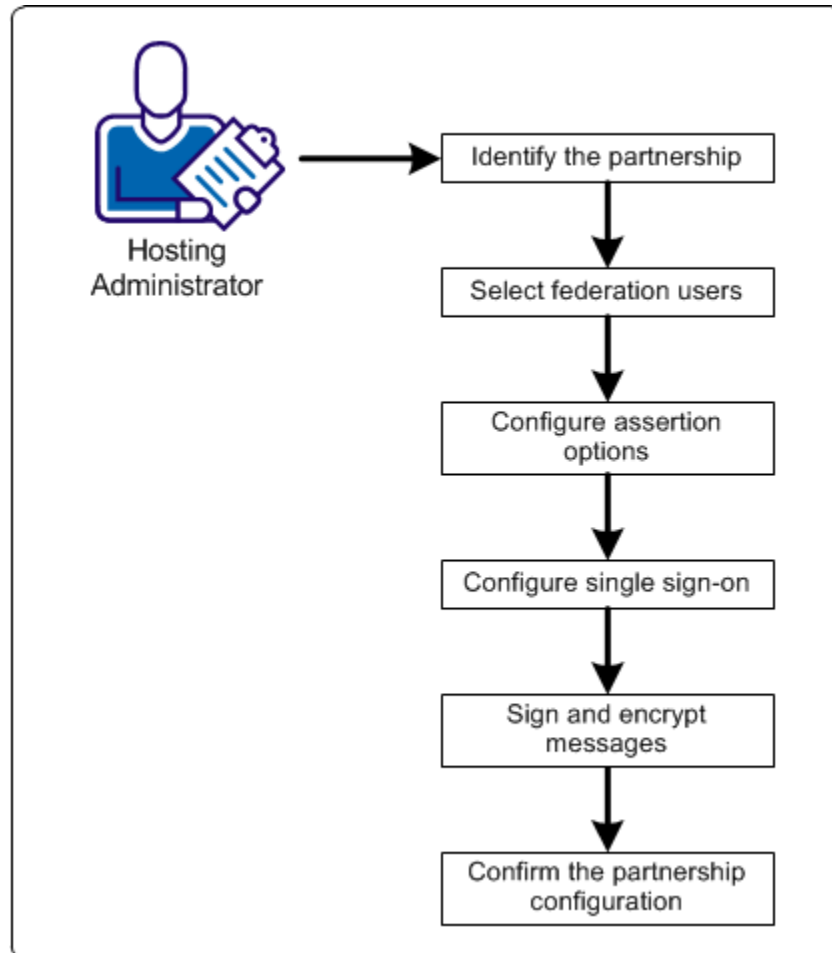 Hosting
Administrator
Identify the partnership
Select federation users
Configure assertion
options
Configure single sign-on
Sign and encrypt
messages
Confirm the partnership
configuration